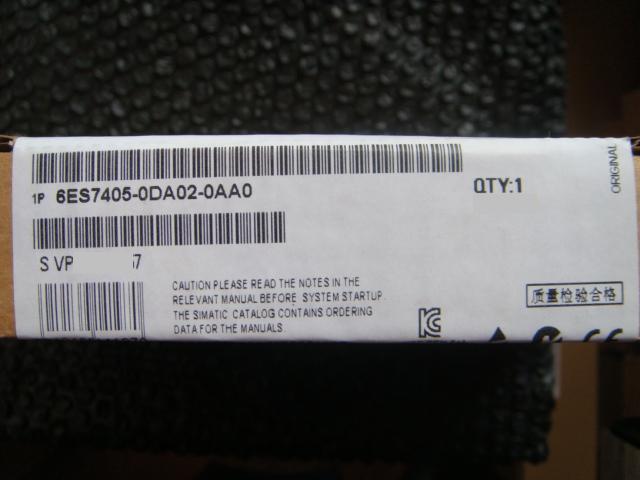 1P 6ES7405-0DA02-0AA0
QTY:1
ORIGINAL
S VP 7
CAUTION PLEASE READ THE NOTES IN THE
RELEVANT MANUAL BEFORE SYSTEM STARTUP.
THE SIMATIC CATALOG CONTAINS ORDERING
DATA FOR THE MANUALS.
质量检验合格